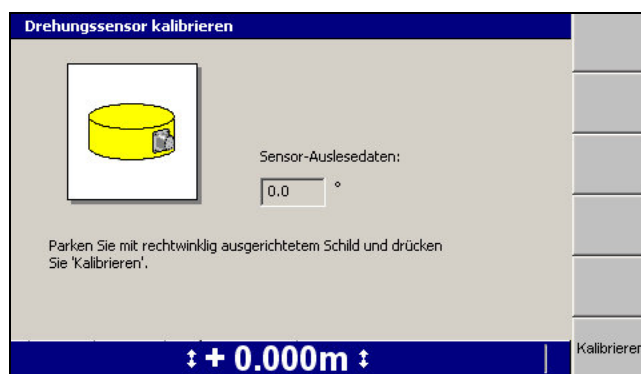 Drehungssensor kalibrieren
Sensor-Auslesedaten:
0.0 °
Parken Sie mit rechtwinklig ausgerichtetem Schild und drücken
Sie 'Kalibrieren'.
↕ + 0.000m ↕
Kalibrieren